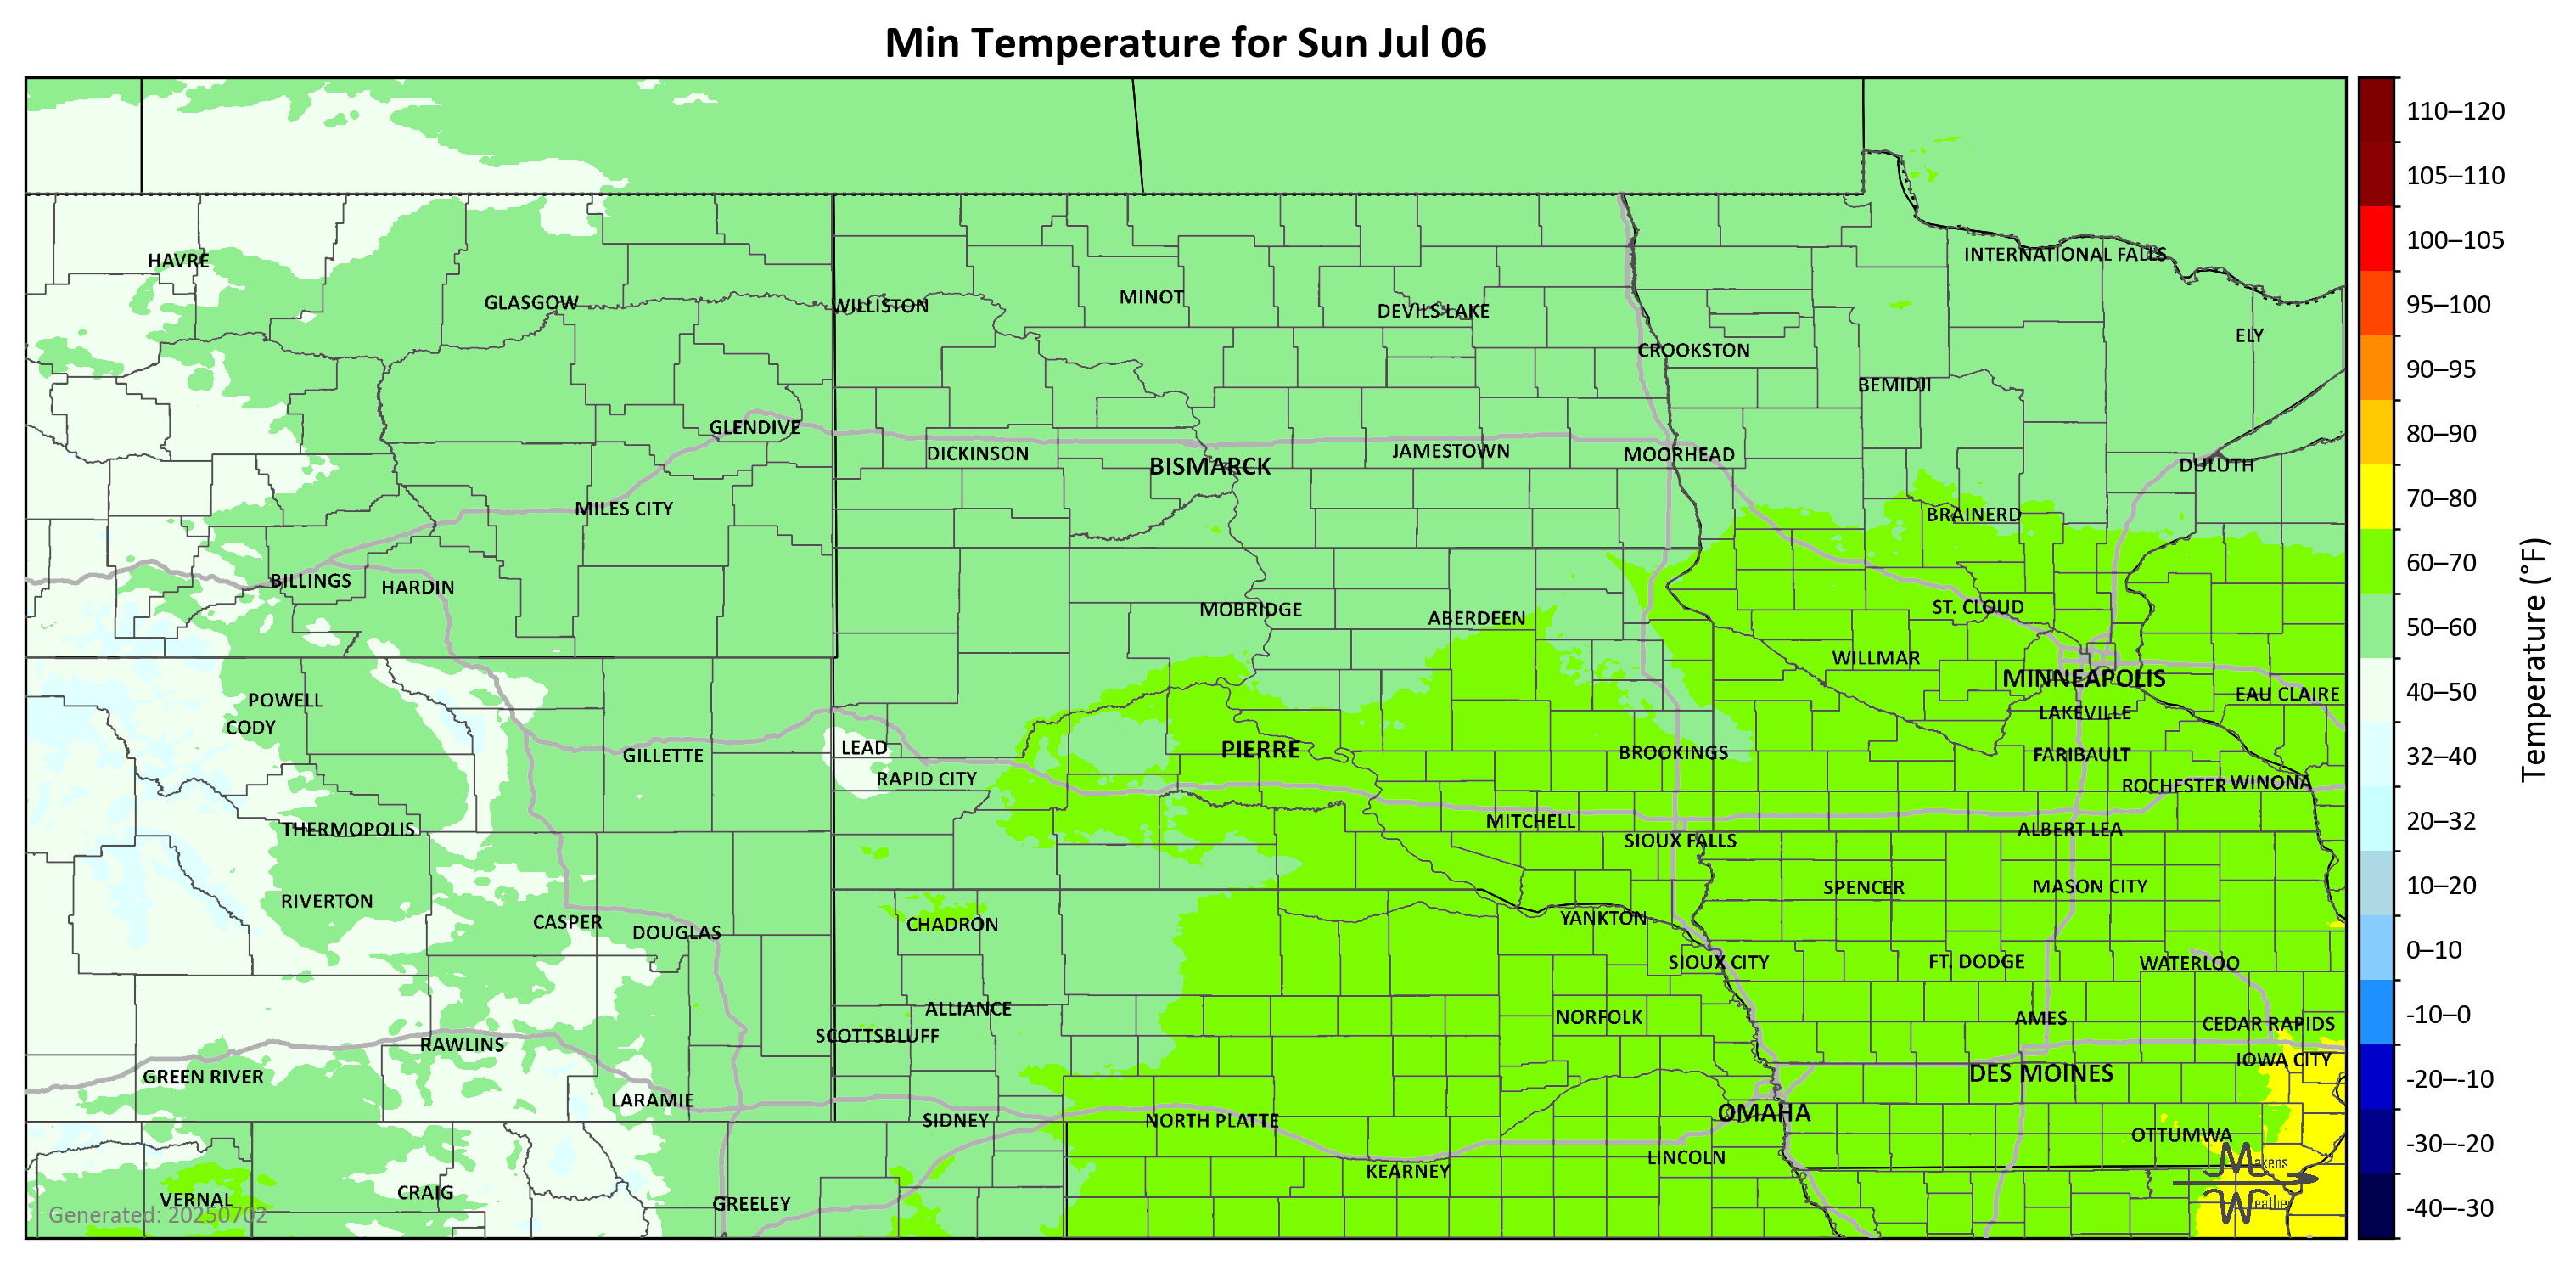 Min Temperature for Sun Jul 06
110–120
105–110
100–105
95–100
90–95
80–90
70–80
60–70
50–60
40–50
32–40
20–32
10–20
0–10
-10–0
-20–-10
-30–-20
-40–-30
Temperature (°F)
HAVRE
INTERNATIONAL FALLS
GLASGOW
WILLISTON
MINOT
DEVILS LAKE
ELY
CROOKSTON
BEMIDJI
GLENDIVE
DICKINSON
BISMARCK
JAMESTOWN
MOORHEAD
DULUTH
MILES CITY
BRAINERD
BILLINGS
HARDIN
MOBRIDGE
ABERDEEN
ST. CLOUD
WILLMAR
MINNEAPOLIS
EAU CLAIRE
POWELL
CODY
LAKEVILLE
GILLETTE
LEAD
PIERRE
BROOKINGS
FARIBAULT
RAPID CITY
ROCHESTER
WINONA
THERMOPOLIS
MITCHELL
SIOUX FALLS
ALBERT LEA
RIVERTON
SPENCER
MASON CITY
CASPER
DOUGLAS
CHADRON
YANKTON
SIOUX CITY
FT. DODGE
WATERLOO
ALLIANCE
SCOTTSBLUFF
NORFOLK
AMES
CEDAR RAPIDS
RAWLINS
IOWA CITY
GREEN RIVER
DES MOINES
LARAMIE
SIDNEY
NORTH PLATTE
OMAHA
OTTUMWA
KEARNEY
LINCOLN
VERNAL
CRAIG
GREELEY
Makens
Weather
Generated: 20250702